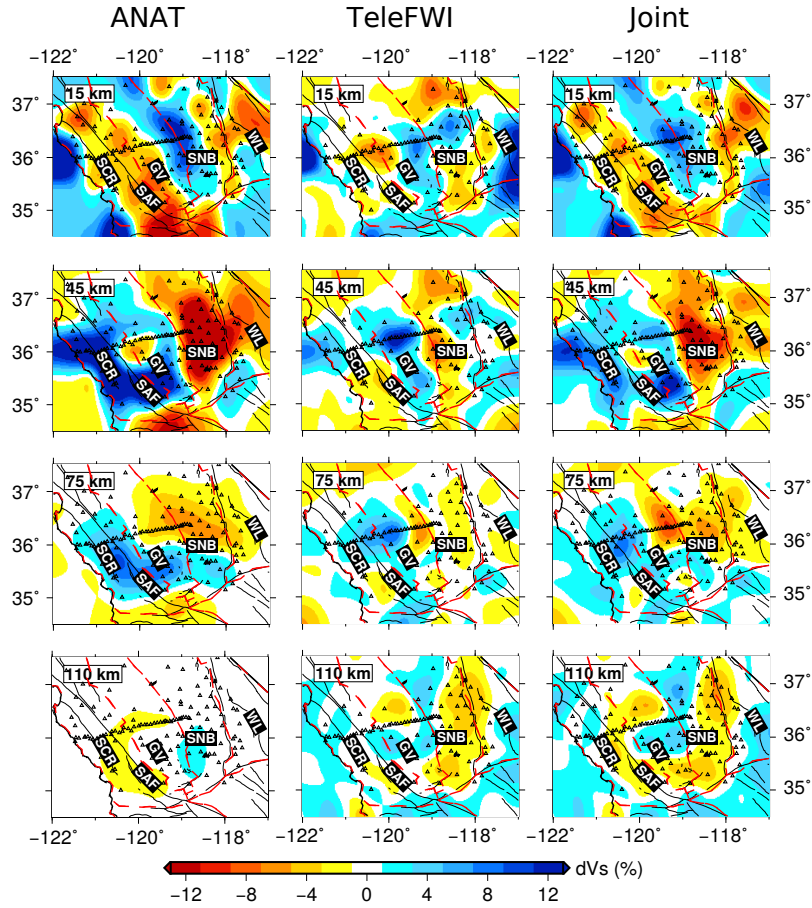 ANAT TeleFWI Joint
−122˚ −120˚ −118˚ −122˚ −120˚ −118˚ −122˚ −120˚ −118˚
37˚ 15 km 15 km 15 km 37˚
36˚ SCR GV SAF SNB WL SCR GV SAF SNB WL SCR GV SAF SNB WL 36˚
35˚ 35˚
37˚ 45 km 45 km 45 km 37˚
36˚ SCR GV SAF SNB WL SCR GV SAF SNB WL SCR GV SAF SNB WL 36˚
35˚ 35˚
37˚ 75 km 75 km 75 km 37˚
36˚ SCR GV SAF SNB WL SCR GV SAF SNB WL SCR GV SAF SNB WL 36˚
35˚ 35˚
110 km 110 km 110 km 37˚
SCR GV SAF SNB WL SCR GV SAF SNB WL SCR GV SAF SNB WL 36˚
35˚
−122˚ −120˚ −118˚ −122˚ −120˚ −118˚ −122˚ −120˚ −118˚
dVs (%)
−12 −8 −4 0 4 8 12